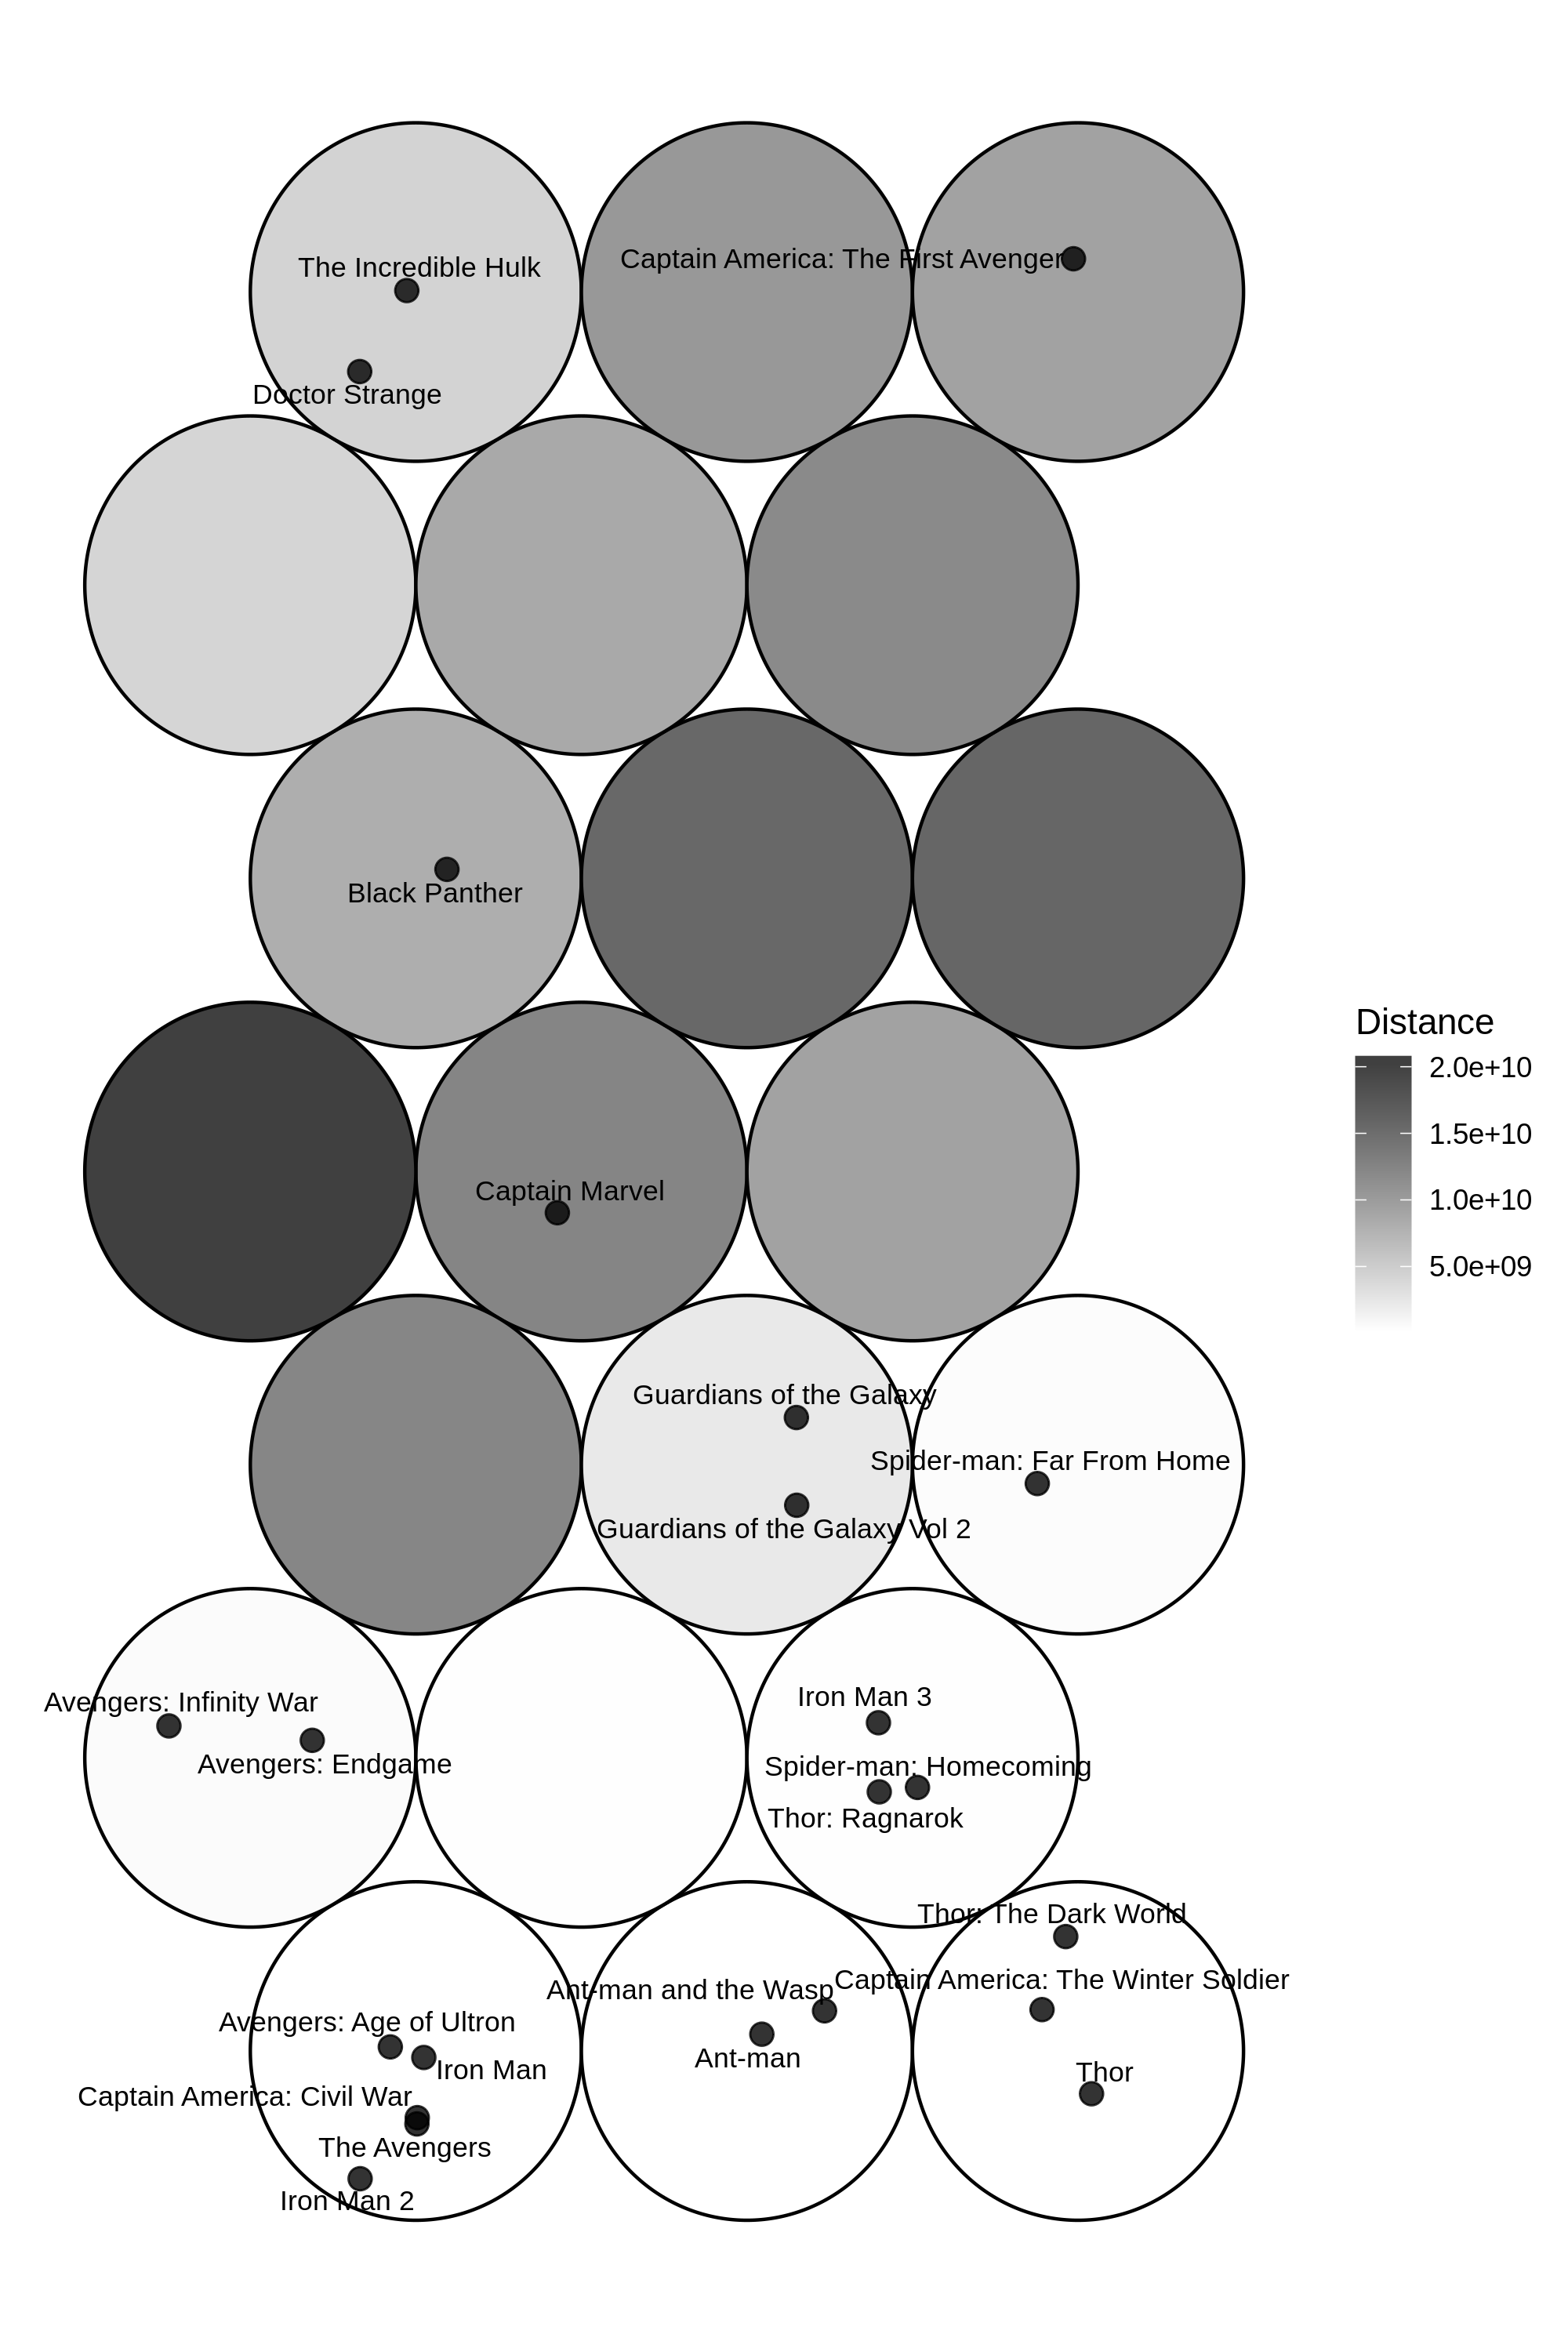 The Incredible Hulk
Captain America: The First Avenger
Doctor Strange
Black Panther
Captain Marvel
Distance
2.0e+10
1.5e+10
1.0e+10
5.0e+09
Guardians of the Galaxy
Spider-man: Far From Home
Guardians of the Galaxy Vol 2
Avengers: Infinity War
Avengers: Endgame
Iron Man 3
Spider-man: Homecoming
Thor: Ragnarok
Thor: The Dark World
Captain America: The Winter Soldier
Ant-man and the Wasp
Avengers: Age of Ultron
Ant-man
Iron Man
Thor
Captain America: Civil War
The Avengers
Iron Man 2